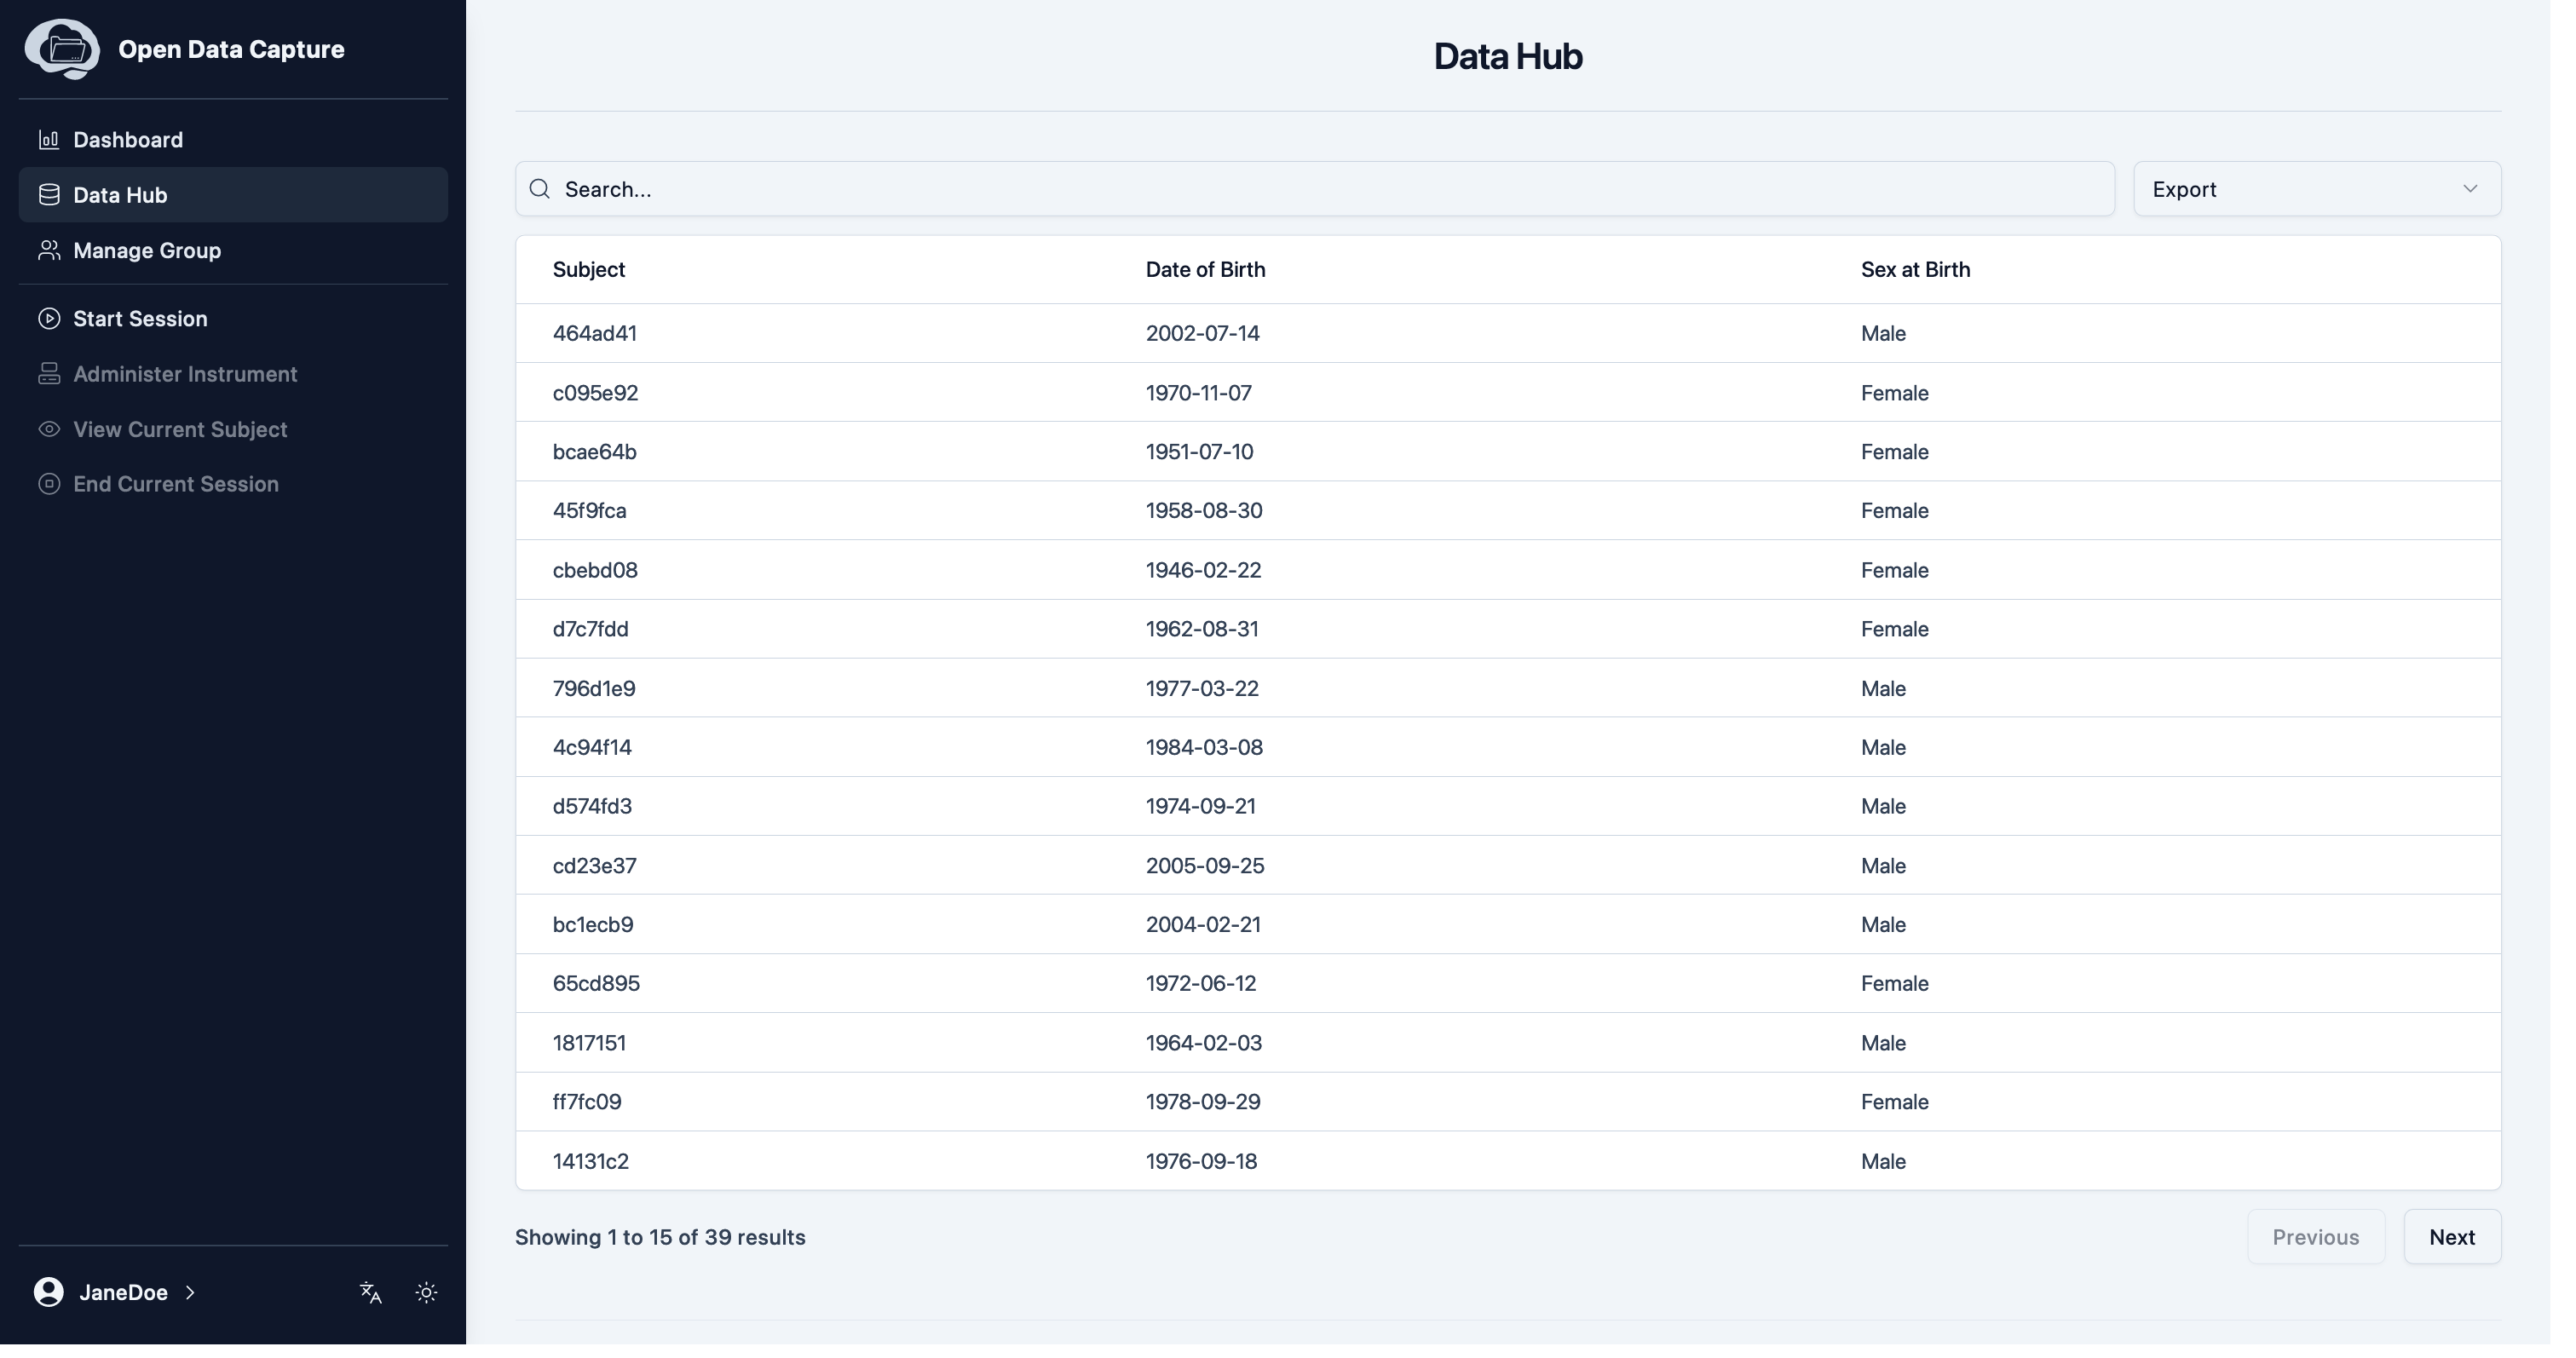 Open Data Capture
Dashboard
Data Hub
Manage Group
Start Session
Administer Instrument
View Current Subject
End Current Session
JaneDoe
Data Hub
Search...
Export
Subject Date of Birth Sex at Birth
464ad41 2002-07-14 Male
c095e92 1970-11-07 Female
bcae64b 1951-07-10 Female
45f9fca 1958-08-30 Female
cbebd08 1946-02-22 Female
d7c7fdd 1962-08-31 Female
796d1e9 1977-03-22 Male
4c94f14 1984-03-08 Male
d574fd3 1974-09-21 Male
cd23e37 2005-09-25 Male
bc1ecb9 2004-02-21 Male
65cd895 1972-06-12 Female
1817151 1964-02-03 Male
ff7fc09 1978-09-29 Female
14131c2 1976-09-18 Male
Showing 1 to 15 of 39 results
Previous
Next